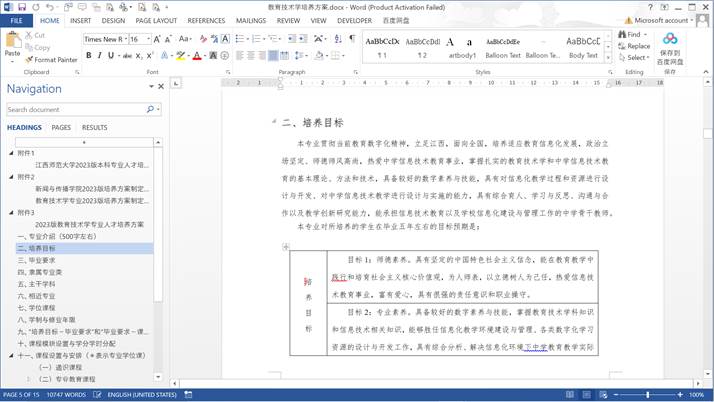 教育技术学培养方案.docx - Word (Product Activation Failed)
FILE HOME INSERT DESIGN PAGE LAYOUT REFERENCES MAILINGS REVIEW VIEW DEVELOPER 百度网盘 Microsoft account
Cut
Copy
Format Painter
Paste
Clipboard
Times New R 16
Font
Paragraph
AaBbCcDc AaBbCcDdI A a AaBbCcDdEe AaBbCcL
¶ 1 ¶ 2 artbody1 Balloon Text Balloon Tex... Body Text
Styles
Find
Replace
Select
Editing
保存到
百度网盘
保存
Navigation
Search document
HEADINGS PAGES RESULTS
附件1
江西师范大学2023版本科专业人才培...
附件2
新闻与传播学院2023版培养方案制定...
教育技术学专业2023版培养方案制定...
附件3
2023版教育技术学专业人才培养方案
一、专业介绍（500字左右）
二、培养目标
三、毕业要求
四、隶属专业类
五、主干学科
六、相近专业
七、学位课程
八、学制与修业年限
九、“培养目标－毕业要求”和“毕业要求－课...
十、课程模块设置与学分学时分配
十一、课程设置与安排（＊表示专业学位课）
（一）通识课程
（二）专业教育课程
二、培养目标
本专业贯彻当前教育数字化精神，立足江西，面向全国，培养适应教育信息化发展，政治立
场坚定、师德师风高尚，热爱中学信息技术教育事业，掌握扎实的教育技术学和中学信息技术教
育的基本理论、方法和技术，具备较好的数字素养与技能，具有对信息化教学过程和资源进行设
计与开发、对中学信息技术教学进行设计与实施的能力，具有综合育人、学习与反思、沟通与合
作以及教学创新研究能力，能承担信息技术教育以及学校信息化建设与管理工作的中学骨干教师。
本专业对所培养的学生在毕业五年左右的目标预期是：
培
养
目
标
目标 1：师德素养。具有坚定的中国特色社会主义信念，能在教育教学中
践行和培育社会主义核心价值观，为人师表，以立德树人为己任，热爱信息技
术教育事业，富有爱心，具有很强的责任意识和职业操守。
目标 2：专业素养。具备较好的数字素养与技能，掌握教育技术学科知识
和信息技术相关知识，能够胜任信息化教学环境建设与管理、各类数字化学习
资源的设计与开发工作，具有综合分析、解决信息化环境下中学教育教学实际
PAGE 5 OF 15 10747 WORDS ENGLISH (UNITED STATES) 100%